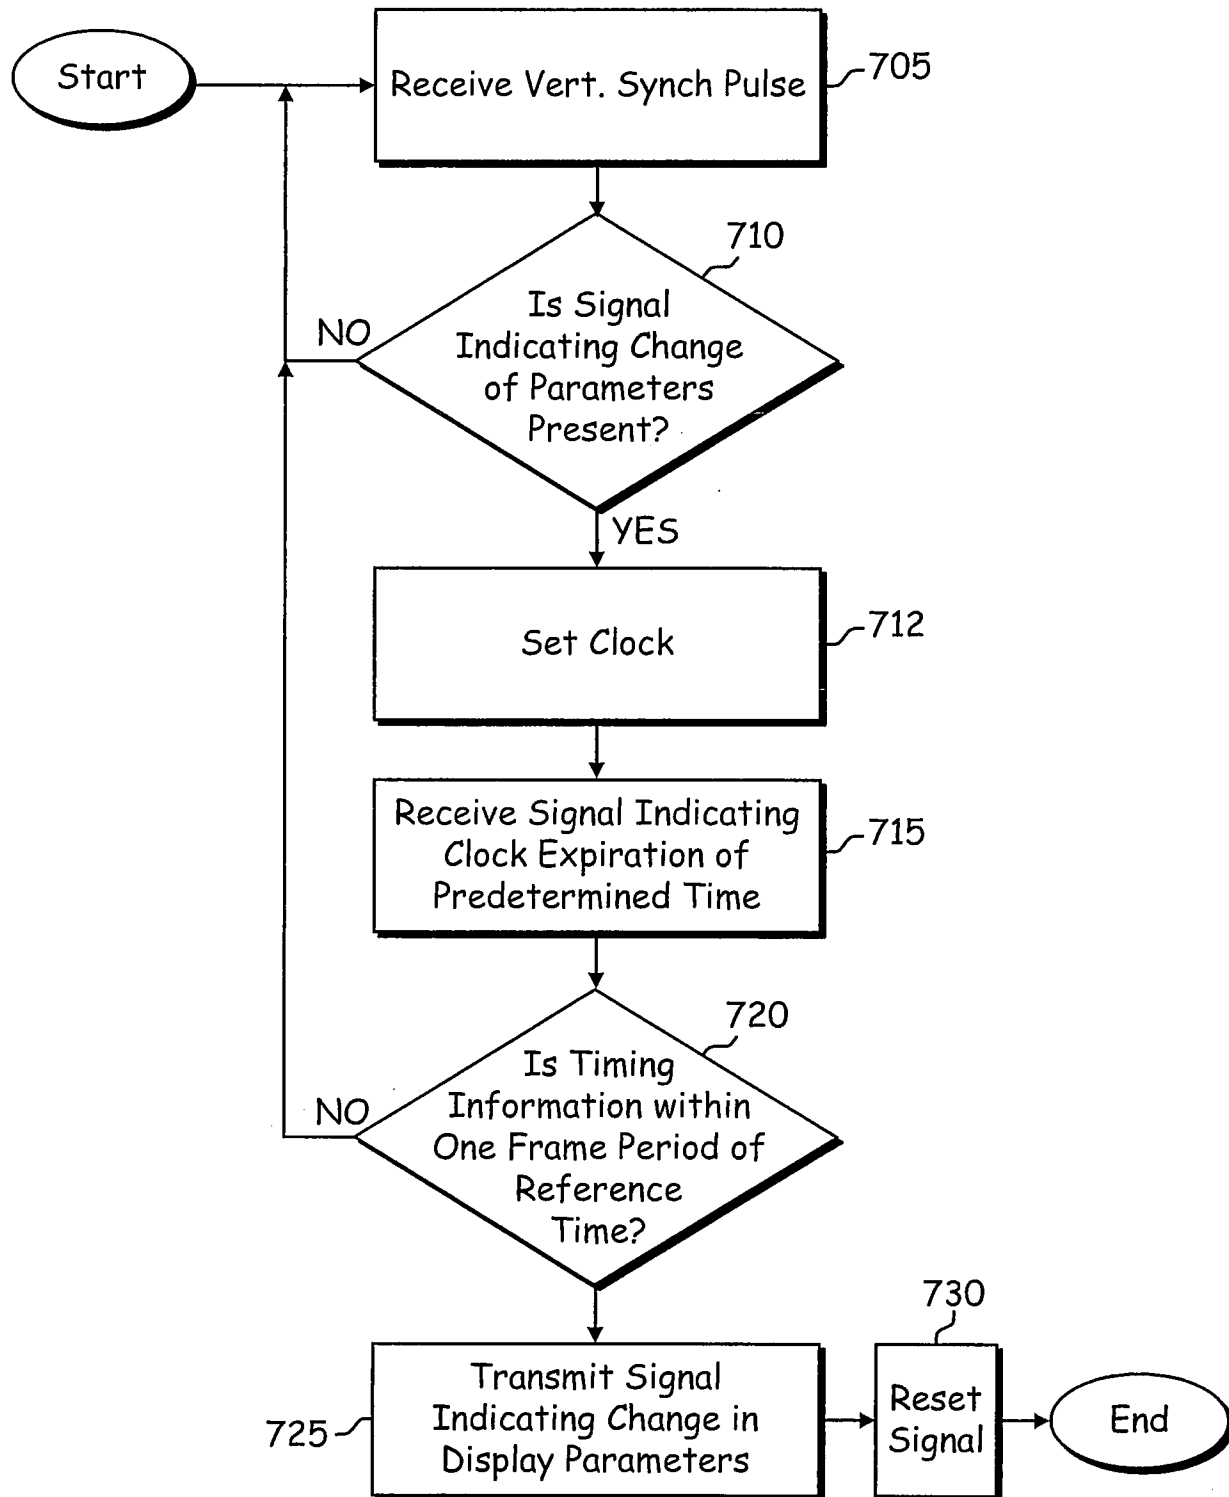 Start
Receive Vert. Synch Pulse
705
710
Is Signal
Indicating Change
of Parameters
Present?
NO
YES
Set Clock
712
Receive Signal Indicating
Clock Expiration of
Predetermined Time
715
720
Is Timing
Information within
One Frame Period of
Reference
Time?
NO
Transmit Signal
Indicating Change in
Display Parameters
725
730
Reset
Signal
End